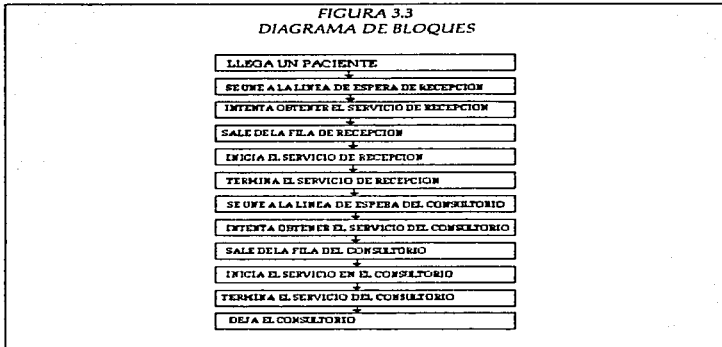 FIGURA 3.3
DIAGRAMA DE BLOQUES
LLEGA UN PACIENTE
SE UNE A LA LINEA DE ESPERA DE RECEPCION
INTENTA OBTENER EL SERVICIO DE RECEPCION
SALE DE LA FILA DE RECEPCION
INICIA EL SERVICIO DE RECEPCION
TERMINA EL SERVICIO DE RECEPCION
SE UNE A LA LINEA DE ESPERA DEL CONSULTORIO
INTENTA OBTENER EL SERVICIO DEL CONSULTORIO
SALE DE LA FILA DEL CONSULTORIO
INICIA EL SERVICIO EN EL CONSULTORIO
TERMINA EL SERVICIO DEL CONSULTORIO
DEJA EL CONSULTORIO